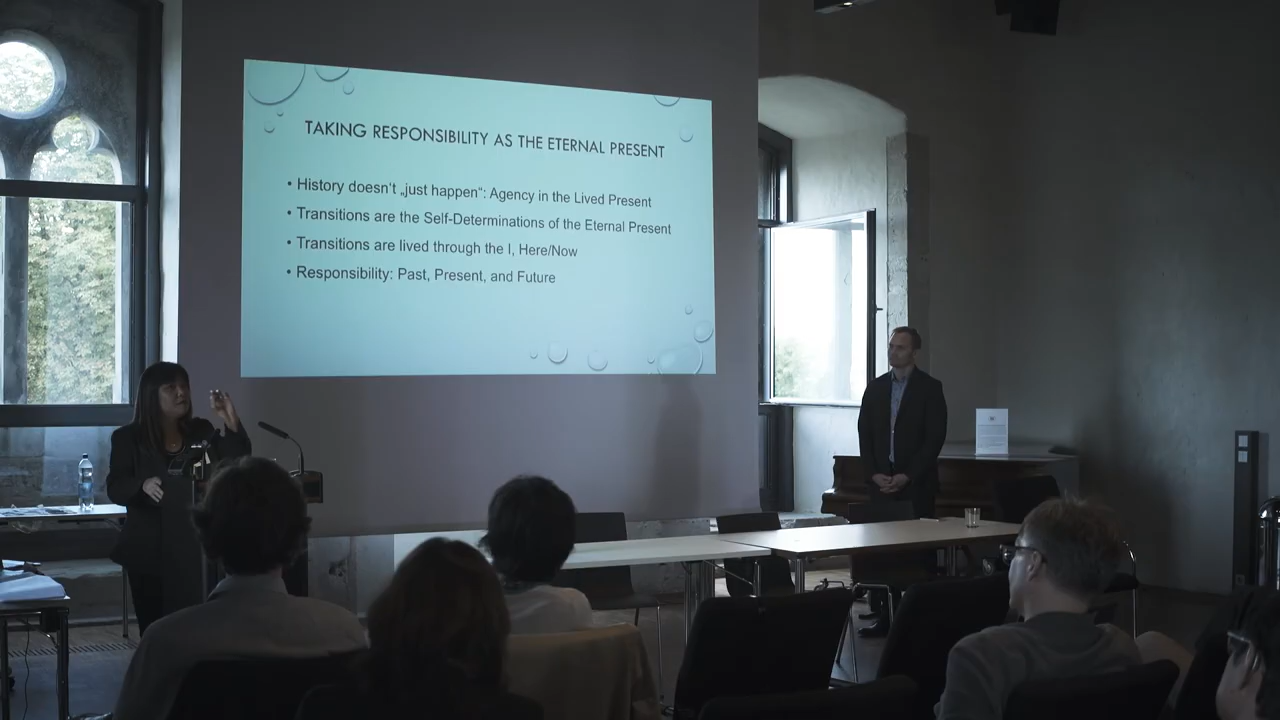 TAKING RESPONSIBILITY AS THE ETERNAL PRESENT
• History doesn't „just happen“: Agency in the Lived Present
• Transitions are the Self-Determinations of the Eternal Present
• Transitions are lived through the I, Here/Now
• Responsibility: Past, Present, and Future